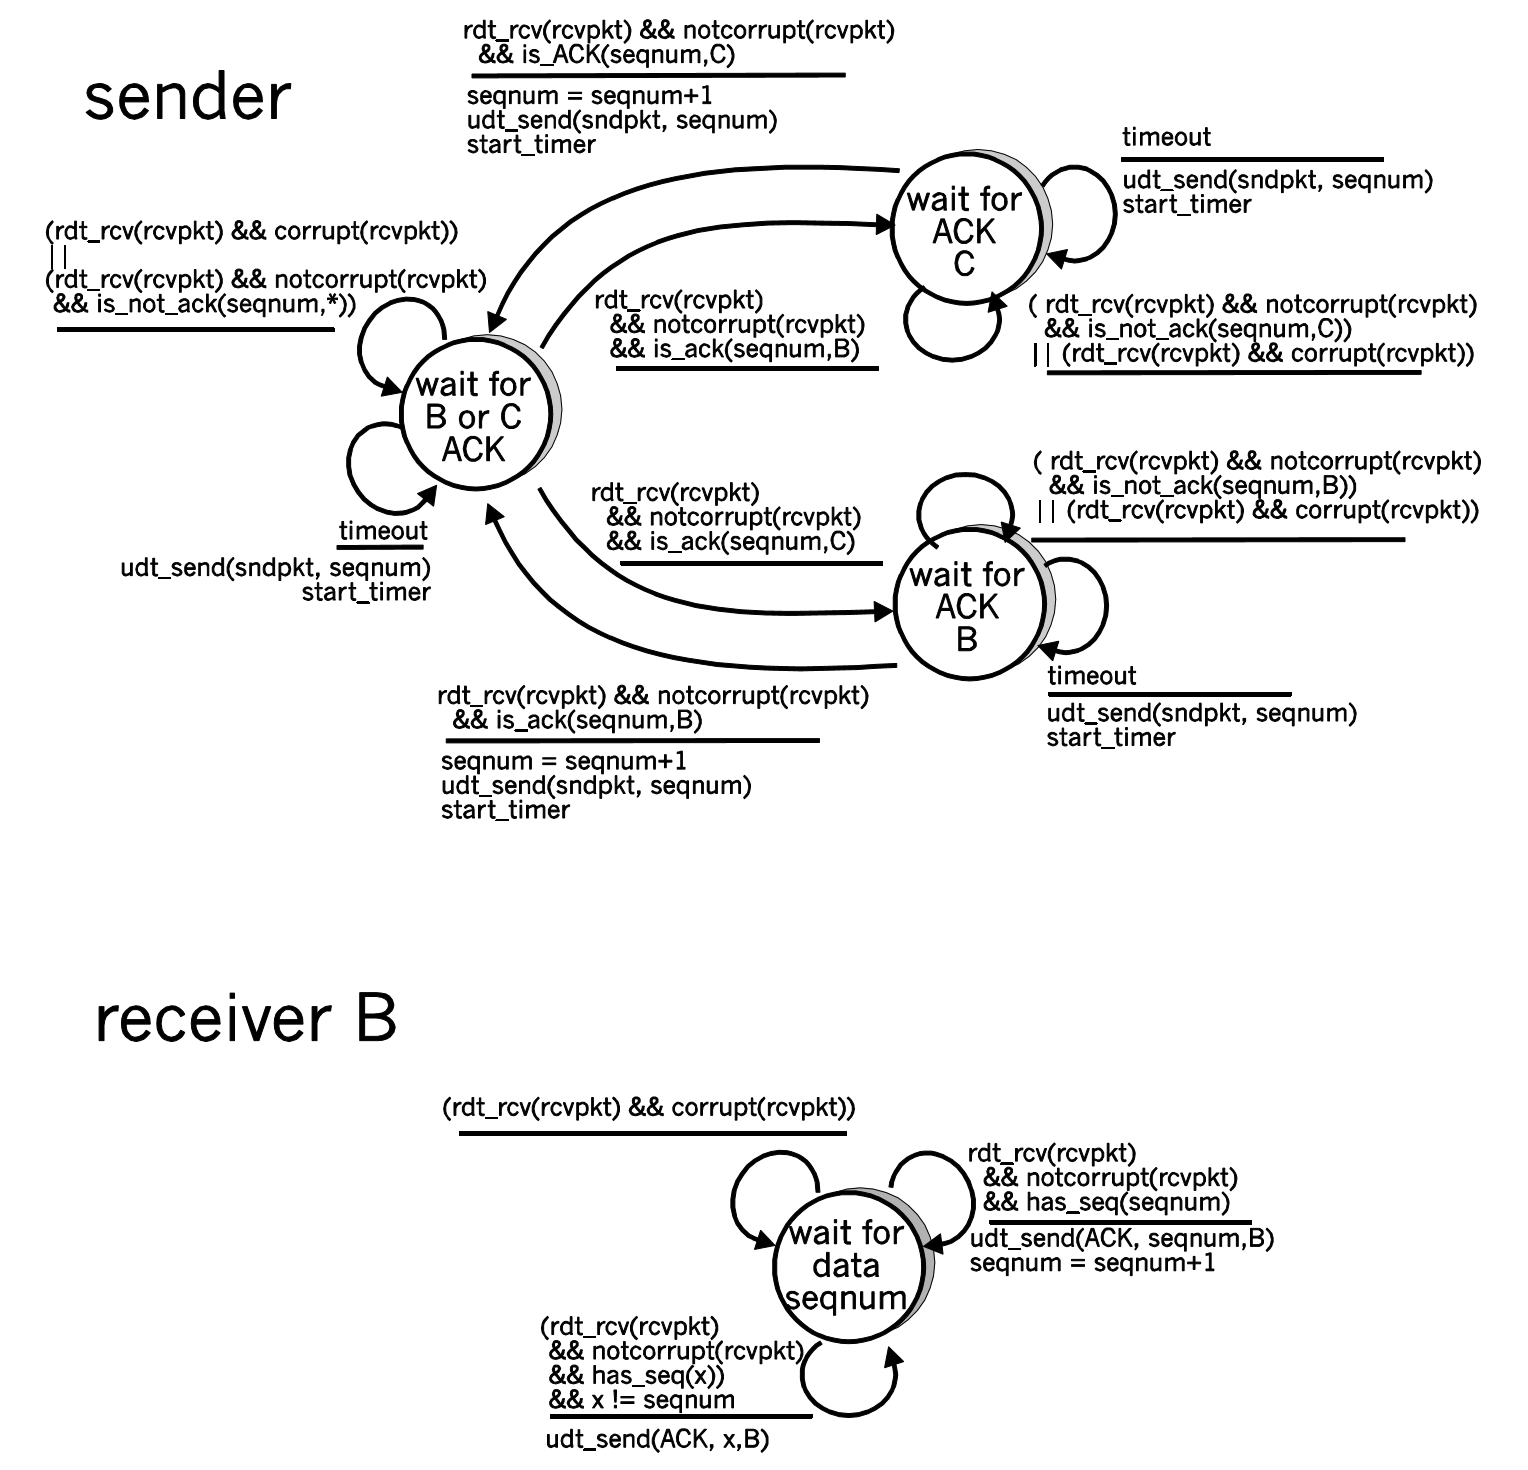 rdt_rcv(rcvpkt) && notcorrupt(rcvpkt)
&& is_ACK(seqnum,C)
seqnum = seqnum+1
udt_send(sndpkt, seqnum)
start_timer
sender
timeout
udt_send(sndpkt, seqnum)
start_timer
wait for
ACK
C
(rdt_rcv(rcvpkt) && corrupt(rcvpkt))
||
(rdt_rcv(rcvpkt) && notcorrupt(rcvpkt)
&& is_not_ack(seqnum,*))
rdt_rcv(rcvpkt)
&& notcorrupt(rcvpkt)
&& is_ack(seqnum,B)
( rdt_rcv(rcvpkt) && notcorrupt(rcvpkt)
&& is_not_ack(seqnum,C))
|| (rdt_rcv(rcvpkt) && corrupt(rcvpkt))
wait for
B or C
ACK
timeout
udt_send(sndpkt, seqnum)
start_timer
rdt_rcv(rcvpkt)
&& notcorrupt(rcvpkt)
&& is_ack(seqnum,C)
( rdt_rcv(rcvpkt) && notcorrupt(rcvpkt)
&& is_not_ack(seqnum,B))
|| (rdt_rcv(rcvpkt) && corrupt(rcvpkt))
wait for
ACK
B
timeout
udt_send(sndpkt, seqnum)
start_timer
rdt_rcv(rcvpkt) && notcorrupt(rcvpkt)
&& is_ack(seqnum,B)
seqnum = seqnum+1
udt_send(sndpkt, seqnum)
start_timer
receiver B
(rdt_rcv(rcvpkt) && corrupt(rcvpkt))
rdt_rcv(rcvpkt)
&& notcorrupt(rcvpkt)
&& has_seq(seqnum)
udt_send(ACK, seqnum,B)
seqnum = seqnum+1
wait for
data
seqnum
(rdt_rcv(rcvpkt)
&& notcorrupt(rcvpkt)
&& has_seq(x))
&& x != seqnum
udt_send(ACK, x,B)